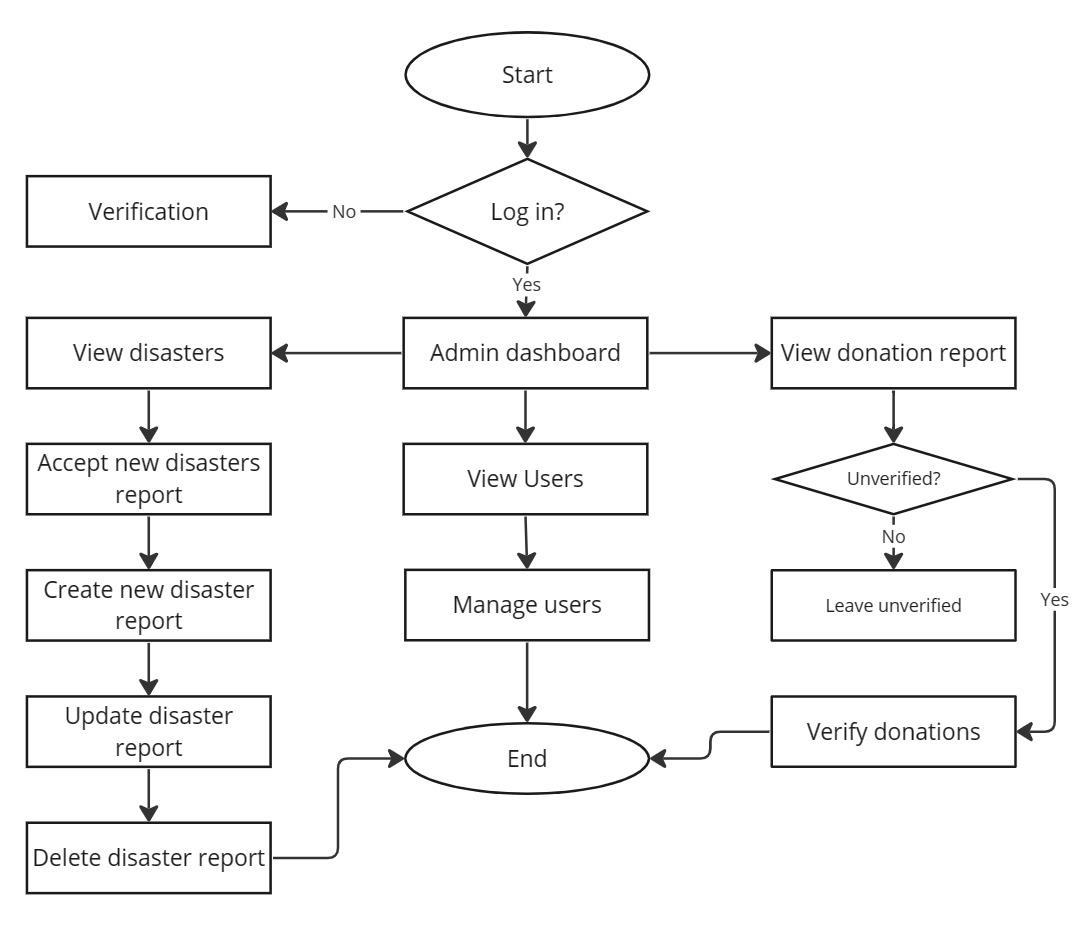 Start
Log in?
No
Verification
Yes
View disasters
Admin dashboard
View donation report
Accept new disasters
report
View Users
Unverified?
No
Create new disaster
report
Manage users
Leave unverified
Yes
Update disaster
report
End
Verify donations
Delete disaster report